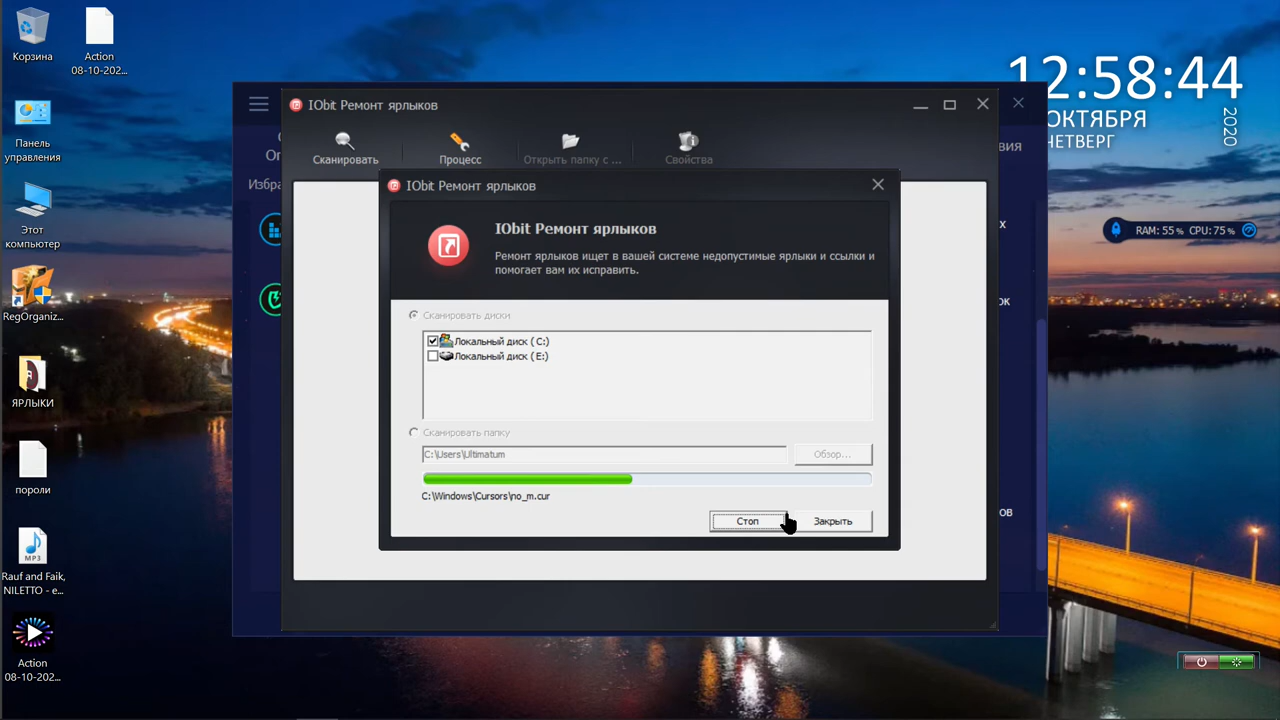 Корзина
Action
08-10-202...
Панель
управления
Этот
компьютер
RegOrganiz...
ЯРЛЫКИ
пороли
Rauf and Faik,
NILETTO - е...
Action
08-10-202...
12:58:44
ОКТЯБРЯ
ЧЕТВЕРГ
2020
RAM: 55 % CPU: 75 %
Избра
IObit Ремонт ярлыков
Сканировать
Процесс
Открыть папку с ...
Свойства
IObit Ремонт ярлыков
IObit Ремонт ярлыков
Ремонт ярлыков ищет в вашей системе недопустимые ярлыки и ссылки и
помогает вам их исправить.
Сканировать диски
Локальный диск ( C:)
Локальный диск ( E:)
Сканировать папку
C:\Users\Ultimatum
Обзор...
C:\Windows\Cursors\no_m.cur
Стоп
Закрыть